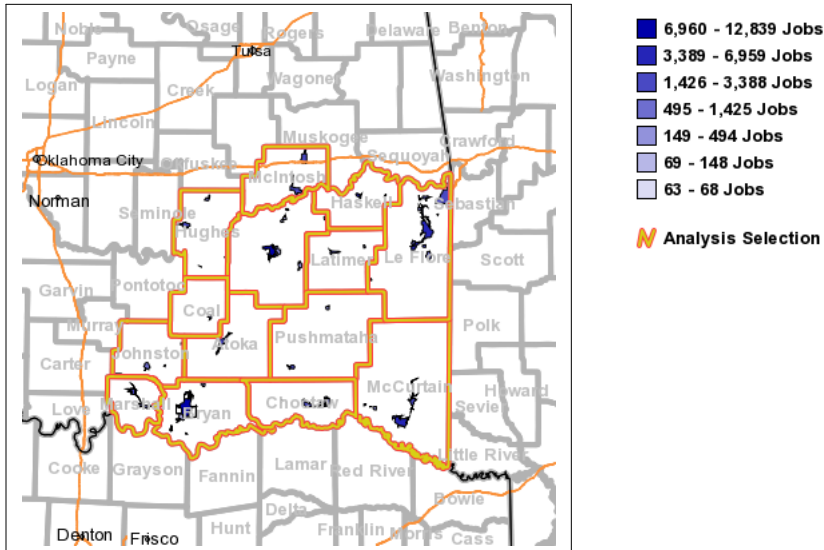 Noble
Osage
Rogers
Delaware
Benton
Payne
Tulsa
Logan
Creek
Wagoner
Washington
Lincoln
Muskogee
Crawford
Oklahoma City
Okfuskee
Sequoyah
McIntosh
Norman
Seminole
Haskell
Sebastian
Hughes
Latimer
Le Flore
Scott
Garvin
Pontotoc
Coal
Murray
Atoka
Pushmataha
Polk
Carter
Johnston
McCurtain
Howard
Love
Marshall
Bryan
Choctaw
Sevier
Little River
Cooke
Grayson
Fannin
Lamar
Red River
Bowie
Denton
Frisco
Hunt
Delta
Franklin
Morris
Cass
6,960 - 12,839 Jobs
3,389 - 6,959 Jobs
1,426 - 3,388 Jobs
495 - 1,425 Jobs
149 - 494 Jobs
69 - 148 Jobs
63 - 68 Jobs
Analysis Selection